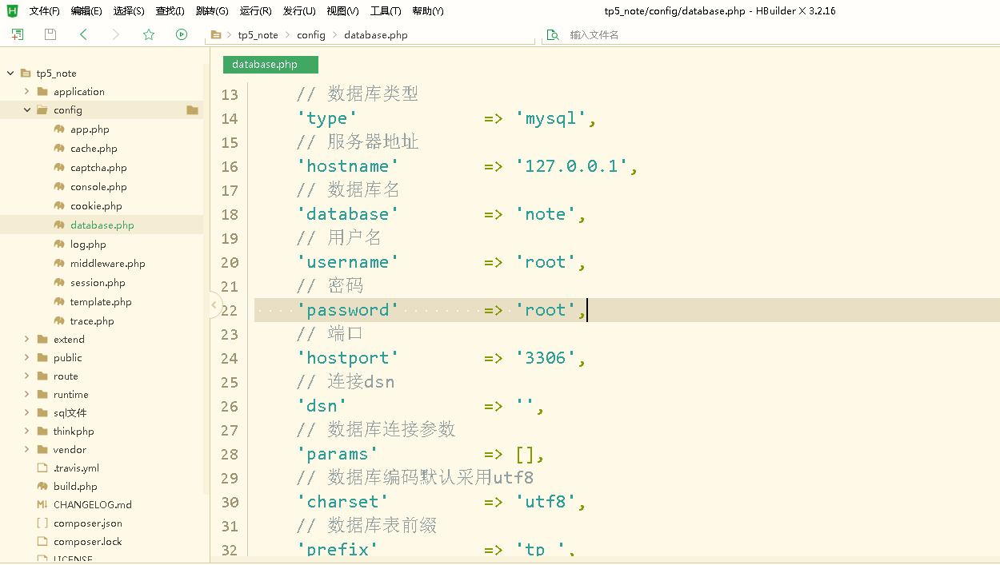 文件(F) 编辑(E) 选择(S) 查找(I) 跳转(G) 运行(R) 发行(U) 视图(V) 工具(T) 帮助(Y) tp5_note/config/database.php - HBuilder X 3.2.16
tp5_note config database.php 输入文件名
tp5_note
application
config
app.php
cache.php
captcha.php
console.php
cookie.php
database.php
log.php
middleware.php
session.php
template.php
trace.php
extend
public
route
runtime
sql文件
thinkphp
vendor
.travis.yml
build.php
CHANGELOG.md
composer.json
composer.lock
LICENSE
database.php
13 // 数据库类型
14 'type' => 'mysql',
15 // 服务器地址
16 'hostname' => '127.0.0.1',
17 // 数据库名
18 'database' => 'note',
19 // 用户名
20 'username' => 'root',
21 // 密码
22 'password' => 'root',
23 // 端口
24 'hostport' => '3306',
25 // 连接dsn
26 'dsn' => '',
27 // 数据库连接参数
28 'params' => [],
29 // 数据库编码默认采用utf8
30 'charset' => 'utf8',
31 // 数据库表前缀
32 'prefix' => 'tp_',